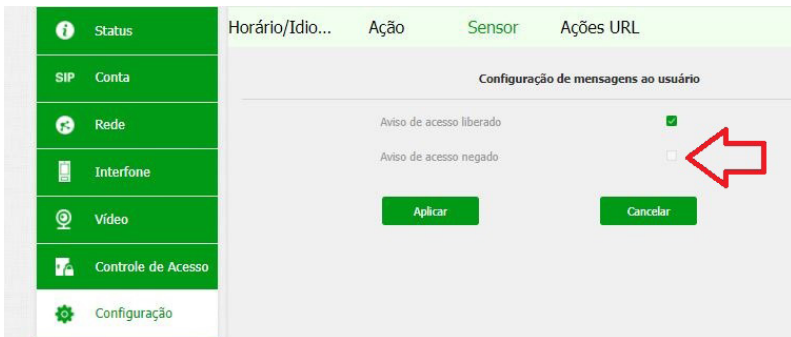 Status
SIP Conta
Rede
Interfone
Vídeo
Controle de Acesso
Configuração
Horário/Idio... Ação Sensor Ações URL
Configuração de mensagens ao usuário
Aviso de acesso liberado
Aviso de acesso negado
Aplicar Cancelar